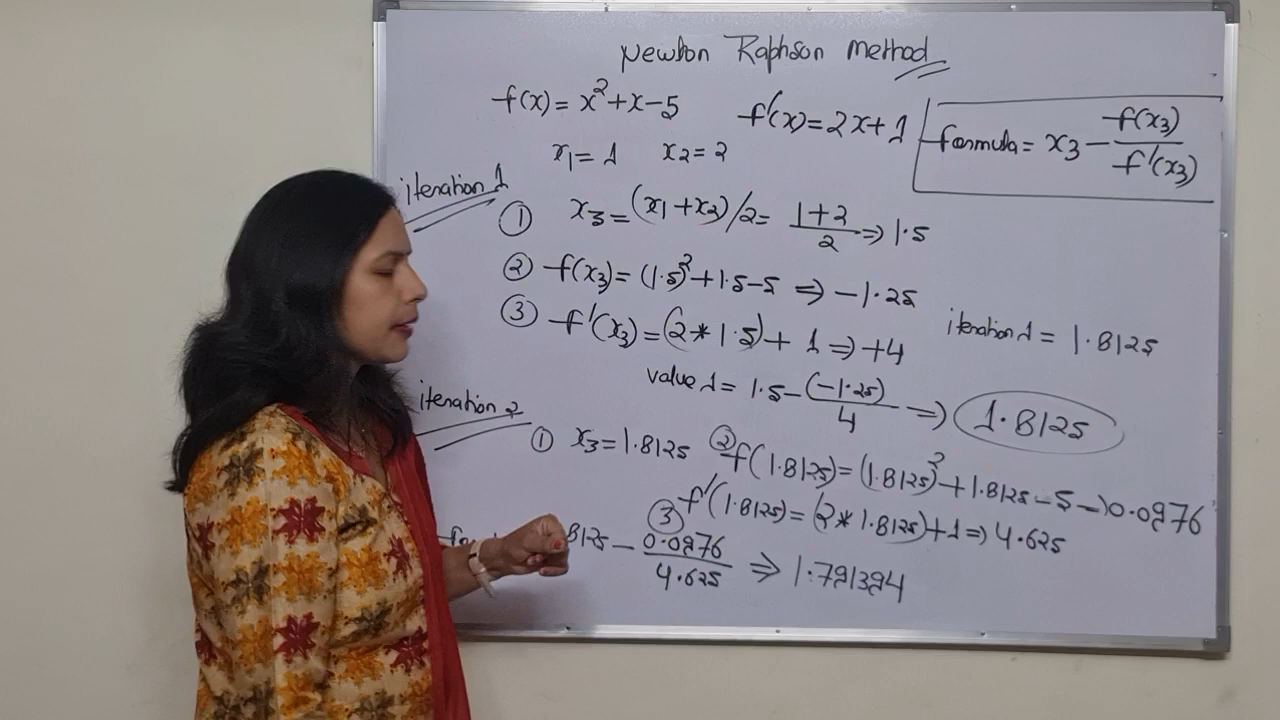 Newton Raphson method
f(x) = x²+x-5 f'(x)=2x+1 formula = x3 - f(x3)/f'(x3)
x1 = 1 x2 = 2
iteration 1
① x3 = (x1+x2)/2 = 1+2/2 ⇒ 1.5
② f(x3) = (1.5)²+1.5-5 ⇒ -1.25
③ f'(x3) = (2*1.5)+1 ⇒ +4
iteration 1 = 1.8125
value 1 = 1.5-(-1.25)/4 ⇒ 1.8125
iteration 2
① x3 = 1.8125 ② f(1.8125) = (1.8125)²+1.8125-5 → 0.0976
③ f'(1.8125) = (2*1.8125)+1 ⇒ 4.625
8125 - 0.0976/4.625 ⇒ 1.791394